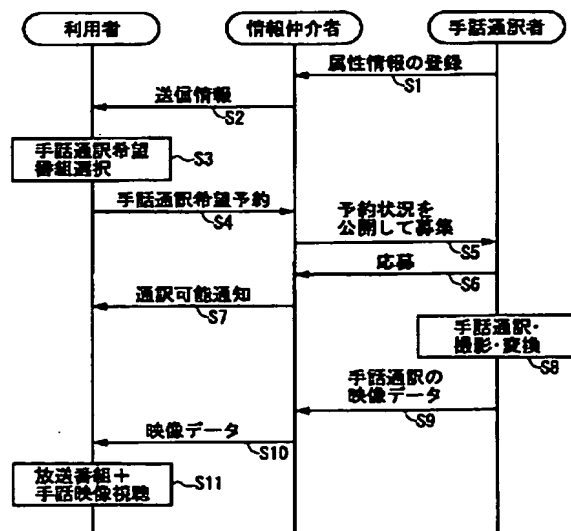 利用者
情報仲介者
手話通訳者
属性情報の登録
S1
送信情報
S2
手話通訳希望
番組選択
S3
手話通訳希望予約
S4
予約状況を
公開して募集
S5
応募
S6
通訳可能通知
S7
手話通訳・
撮影・変換
S8
手話通訳の
映像データ
S9
映像データ
S10
放送番組+
手話映像視聴
S11